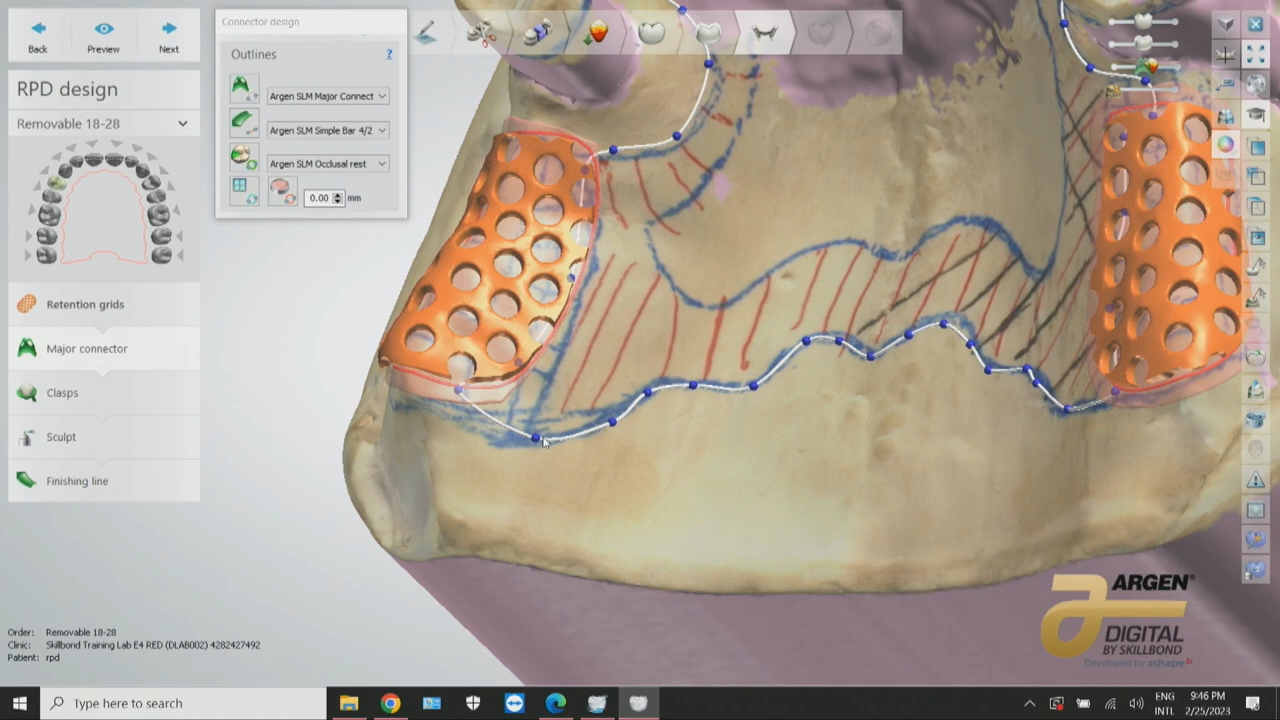 Back
Preview
Next
RPD design
Removable 18-28
Retention grids
Major connector
Clasps
Sculpt
Finishing line
Connector design
Outlines
?
Argen SLM Major Connect
Argen SLM Simple Bar 4/2
Argen SLM Occlusal rest
0.00 mm
Order: Removable 18-28
Clinic: Skillbond Training Lab E4 RED (DLAB002) 4282427492
Patient: rpd
ARGEN®
DIGITAL
BY SKILLBOND
Developed by 3shape
Type here to search
ENG
INTL
9:46 PM
2/25/2023